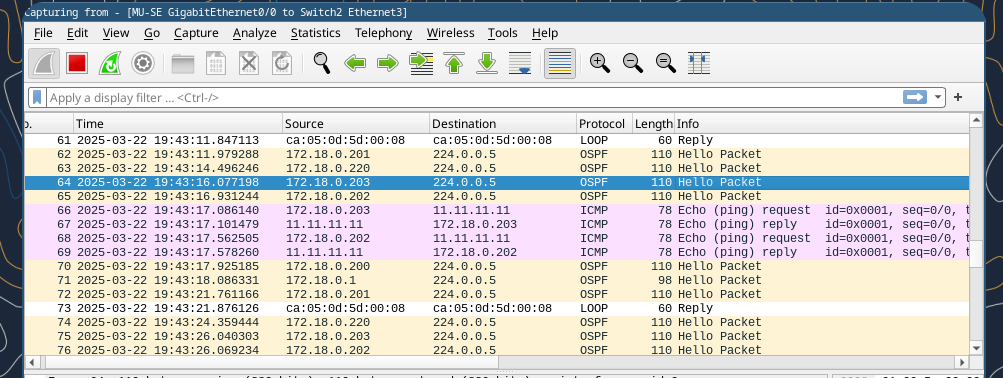 Capturing from - [MU-SE GigabitEthernet0/0 to Switch2 Ethernet3]
File Edit View Go Capture Analyze Statistics Telephony Wireless Tools Help
Apply a display filter … <Ctrl-/>
Time Source Destination Protocol Length Info
61 2025-03-22 19:43:11.847113 ca:05:0d:5d:00:08 ca:05:0d:5d:00:08 LOOP 60 Reply
62 2025-03-22 19:43:11.979288 172.18.0.201 224.0.0.5 OSPF 110 Hello Packet
63 2025-03-22 19:43:14.496246 172.18.0.220 224.0.0.5 OSPF 110 Hello Packet
64 2025-03-22 19:43:16.077198 172.18.0.203 224.0.0.5 OSPF 110 Hello Packet
65 2025-03-22 19:43:16.931244 172.18.0.202 224.0.0.5 OSPF 110 Hello Packet
66 2025-03-22 19:43:17.086140 172.18.0.203 11.11.11.11 ICMP 78 Echo (ping) request id=0x0001, seq=0/0, t
67 2025-03-22 19:43:17.101479 11.11.11.11 172.18.0.203 ICMP 78 Echo (ping) reply id=0x0001, seq=0/0, t
68 2025-03-22 19:43:17.562505 172.18.0.202 11.11.11.11 ICMP 78 Echo (ping) request id=0x0001, seq=0/0, t
69 2025-03-22 19:43:17.578260 11.11.11.11 172.18.0.202 ICMP 78 Echo (ping) reply id=0x0001, seq=0/0, t
70 2025-03-22 19:43:17.925185 172.18.0.200 224.0.0.5 OSPF 110 Hello Packet
71 2025-03-22 19:43:18.086331 172.18.0.1 224.0.0.5 OSPF 98 Hello Packet
72 2025-03-22 19:43:21.761166 172.18.0.201 224.0.0.5 OSPF 110 Hello Packet
73 2025-03-22 19:43:21.876126 ca:05:0d:5d:00:08 ca:05:0d:5d:00:08 LOOP 60 Reply
74 2025-03-22 19:43:24.359444 172.18.0.220 224.0.0.5 OSPF 110 Hello Packet
75 2025-03-22 19:43:26.040303 172.18.0.203 224.0.0.5 OSPF 110 Hello Packet
76 2025-03-22 19:43:26.069234 172.18.0.202 224.0.0.5 OSPF 110 Hello Packet